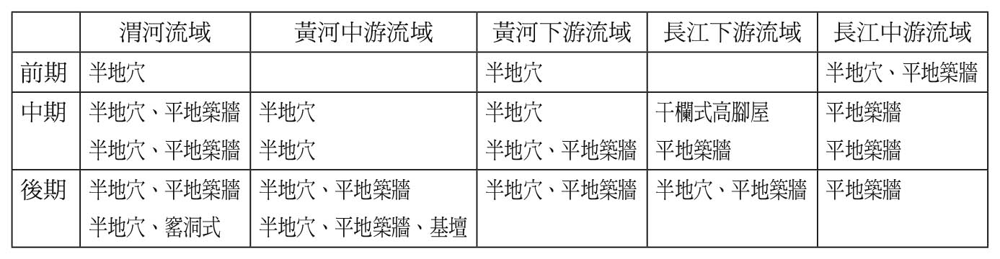 渭河流域 黃河中游流域 黃河下游流域 長江下游流域 長江中游流域
前期 半地穴 半地穴 半地穴、平地築牆
中期 半地穴、平地築牆 半地穴 半地穴 干欄式高腳屋 平地築牆
半地穴、平地築牆 半地穴 半地穴、平地築牆 平地築牆 平地築牆
後期 半地穴、平地築牆 半地穴、平地築牆 半地穴、平地築牆 半地穴、平地築牆 平地築牆
半地穴、窰洞式 半地穴、平地築牆、基壇